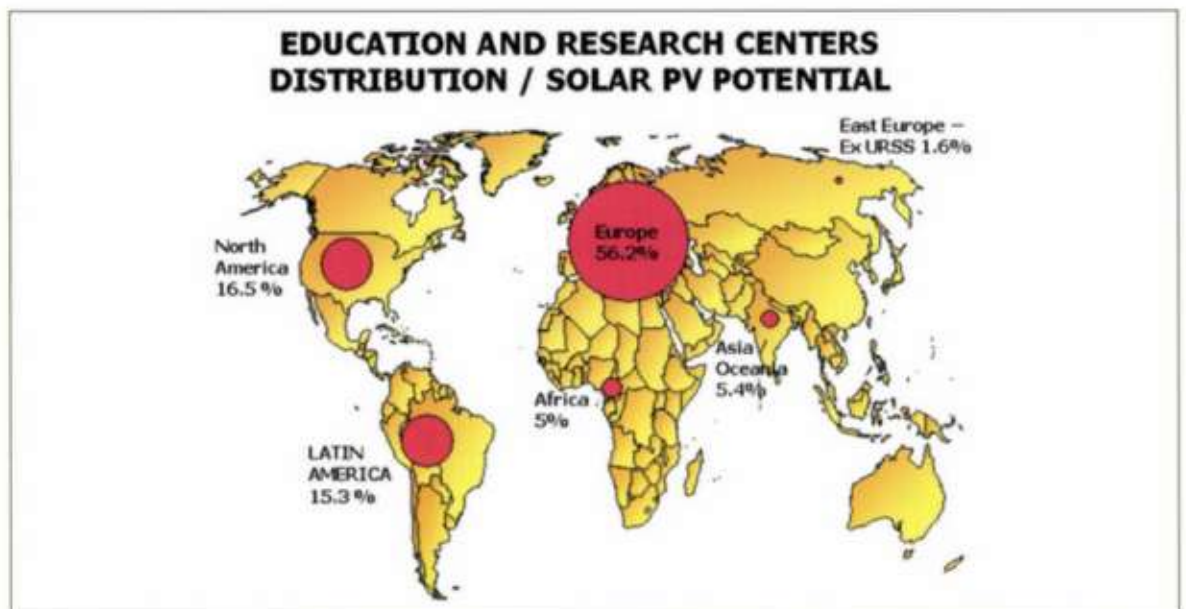 EDUCATION AND RESEARCH CENTERS
DISTRIBUTION / SOLAR PV POTENTIAL
East Europe –
Ex URSS 1.6%
Europe
56.2%
North
America
16.5 %
Asia
Oceania
5.4%
Africa
5%
LATIN
AMERICA
15.3 %